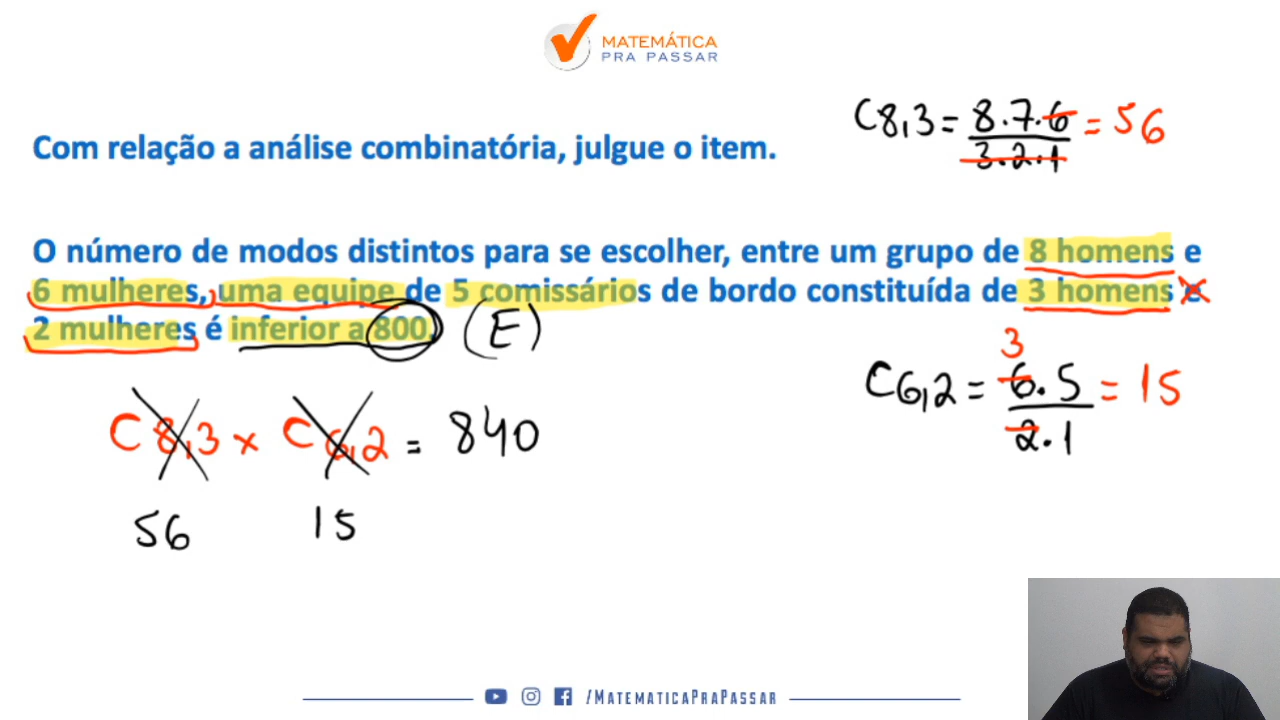 MATEMÁTICA
PRA PASSAR
C8,3 = 8.7.6 / 3.2.1 = 56
Com relação a análise combinatória, julgue o item.
O número de modos distintos para se escolher, entre um grupo de 8 homens e
6 mulheres, uma equipe de 5 comissários de bordo constituída de 3 homens e
2 mulheres é inferior a 800. (E)
3
C6,2 = 6.5 / 2.1 = 15
C8,3 x C6,2 = 840
56 15
/MATEMATICAPRAPASSAR